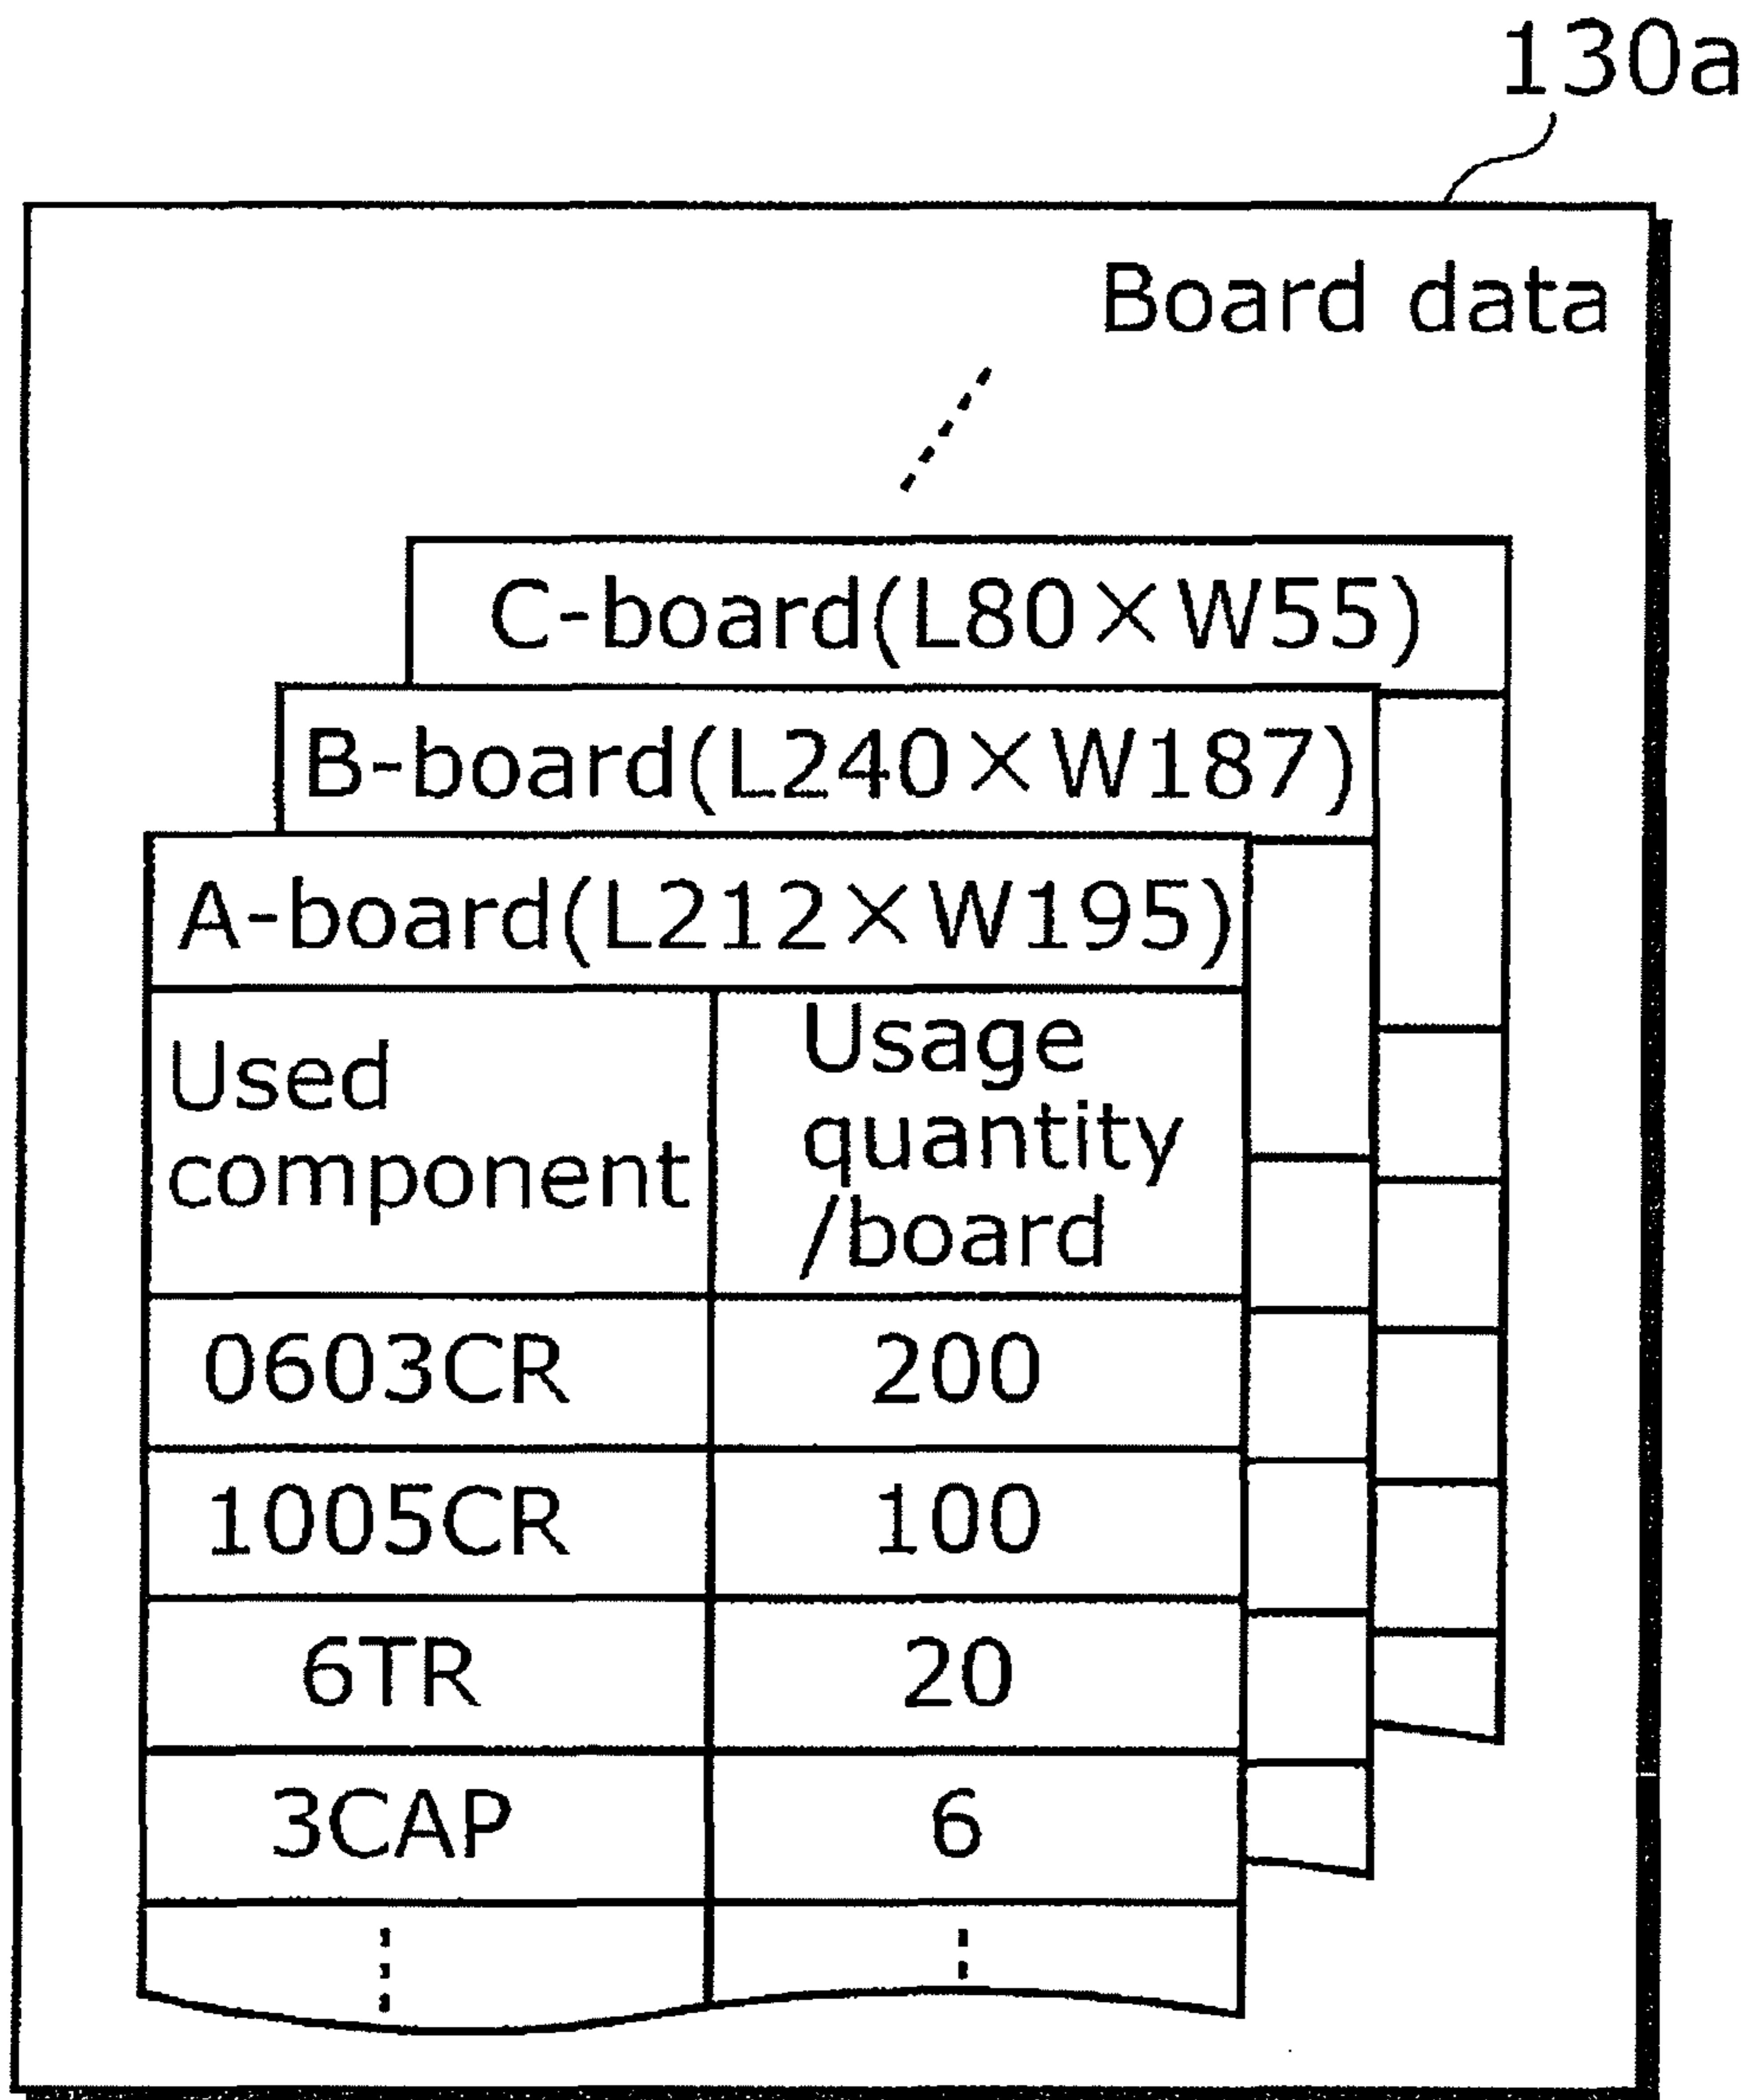 130a
Board data
C-board(L80×W55)
B-board(L240×W187)
A-board(L212×W195)
Used
component
Usage
quantity
/board
0603CR 200
1005CR 100
6TR 20
3CAP 6